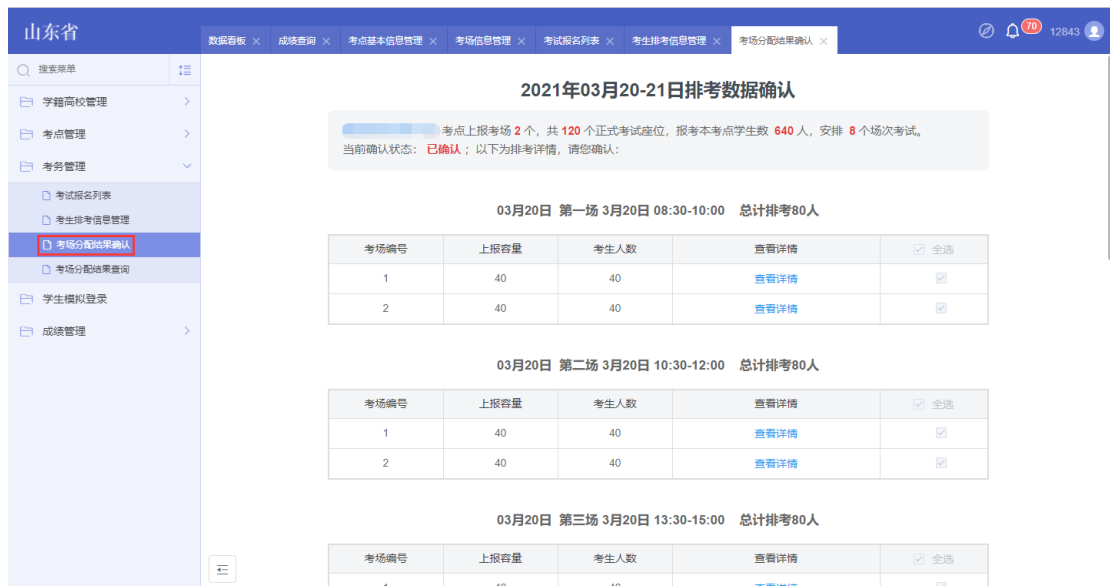 山东省
数据看板 成绩查询 考点基本信息管理 考场信息管理 考试报名列表 考生排考信息管理 考场分配结果确认
70 12843
搜索菜单
学籍高校管理
考点管理
考务管理
考试报名列表
考生排考信息管理
考场分配结果确认
考场分配结果查询
学生模拟登录
成绩管理
2021年03月20-21日排考数据确认
考点上报考场 2 个，共 120 个正式考试座位，报考本考点学生数 640 人，安排 8 个场次考试。
当前确认状态： 已确认 ；以下为排考详情，请您确认：
03月20日 第一场 3月20日 08:30-10:00 总计排考80人
考场编号 上报容量 考生人数 查看详情 全选
1 40 40 查看详情
2 40 40 查看详情
03月20日 第二场 3月20日 10:30-12:00 总计排考80人
考场编号 上报容量 考生人数 查看详情 全选
1 40 40 查看详情
2 40 40 查看详情
03月20日 第三场 3月20日 13:30-15:00 总计排考80人
考场编号 上报容量 考生人数 查看详情 全选